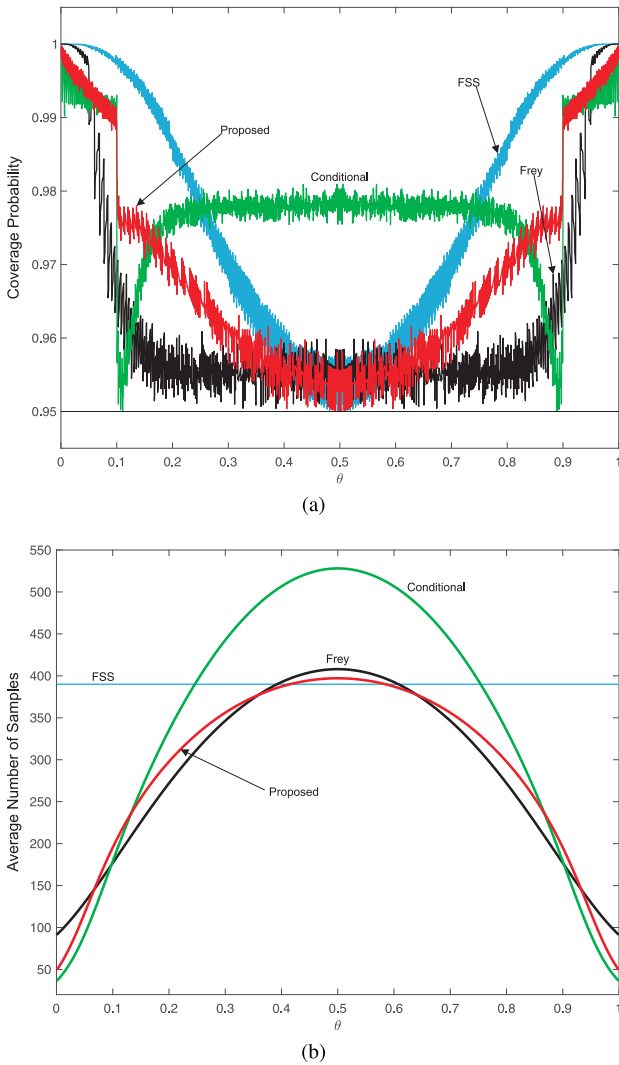 1
FSS
0.99
Proposed
Conditional
Frey
0.98
Coverage Probability
0.97
0.96
0.95
0 0.1 0.2 0.3 0.4 0.5 0.6 0.7 0.8 0.9 1
θ
(a)
550
500
Conditional
450
Frey
400
FSS
350
300
Average Number of Samples
Proposed
250
200
150
100
50
0 0.1 0.2 0.3 0.4 0.5 0.6 0.7 0.8 0.9 1
θ
(b)